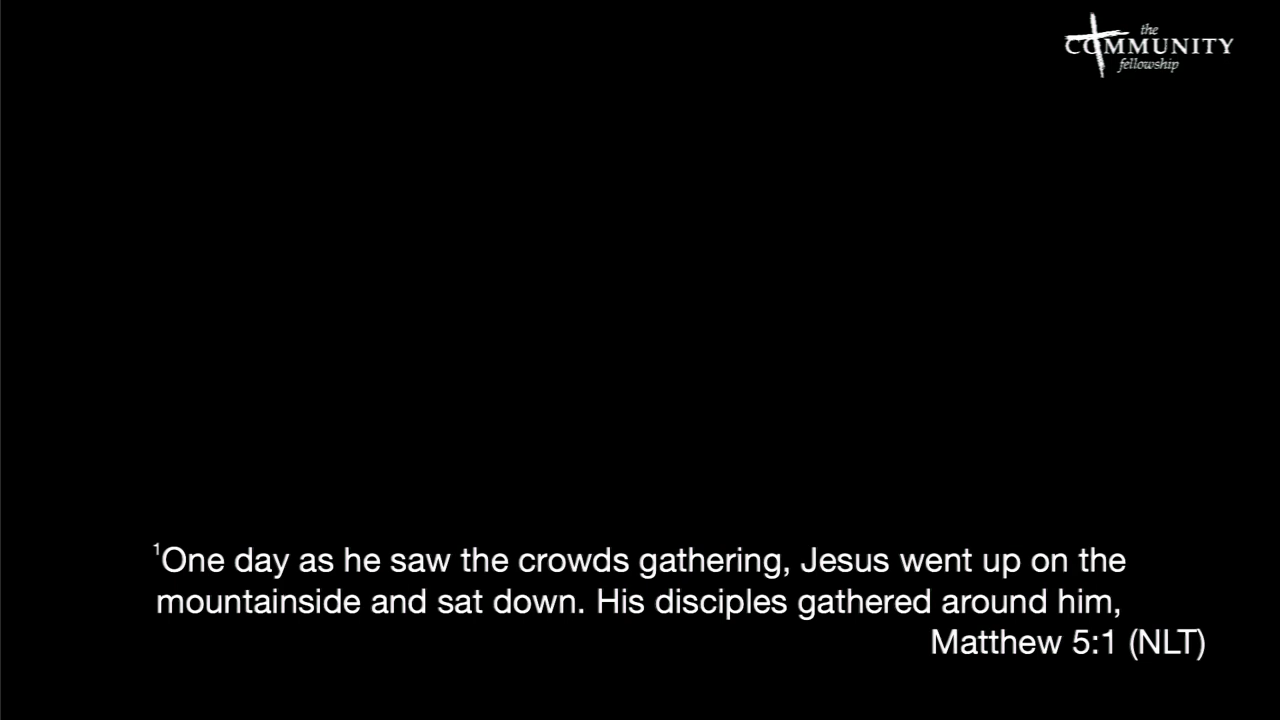 the
COMMUNITY
fellowship
¹One day as he saw the crowds gathering, Jesus went up on the
mountainside and sat down. His disciples gathered around him,
Matthew 5:1 (NLT)